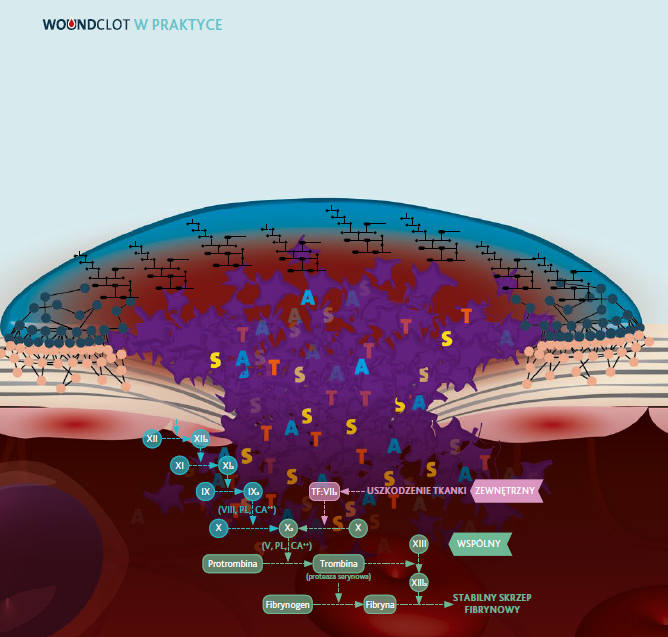 WOUNDCLOT W PRAKTYCE
A A S
A S
T A T T
S
S A S T A T A A
A
T S A S
T T
S S S A
S A S
T A T
S T A S
A S S
XII XIIa
XI XIa
IX IXa TF:VIIa USZKODZENIE TKANKI ZEWNĘTRZNY
(VIII, PL, CA⁺⁺)
X Xa X
(V, PL, CA⁺⁺) XIII WSPÓLNY
Protrombina Trombina
(proteaza serynowa)
XIIIa
Fibrynogen Fibryna STABILNY SKRZEP
FIBRYNOWY